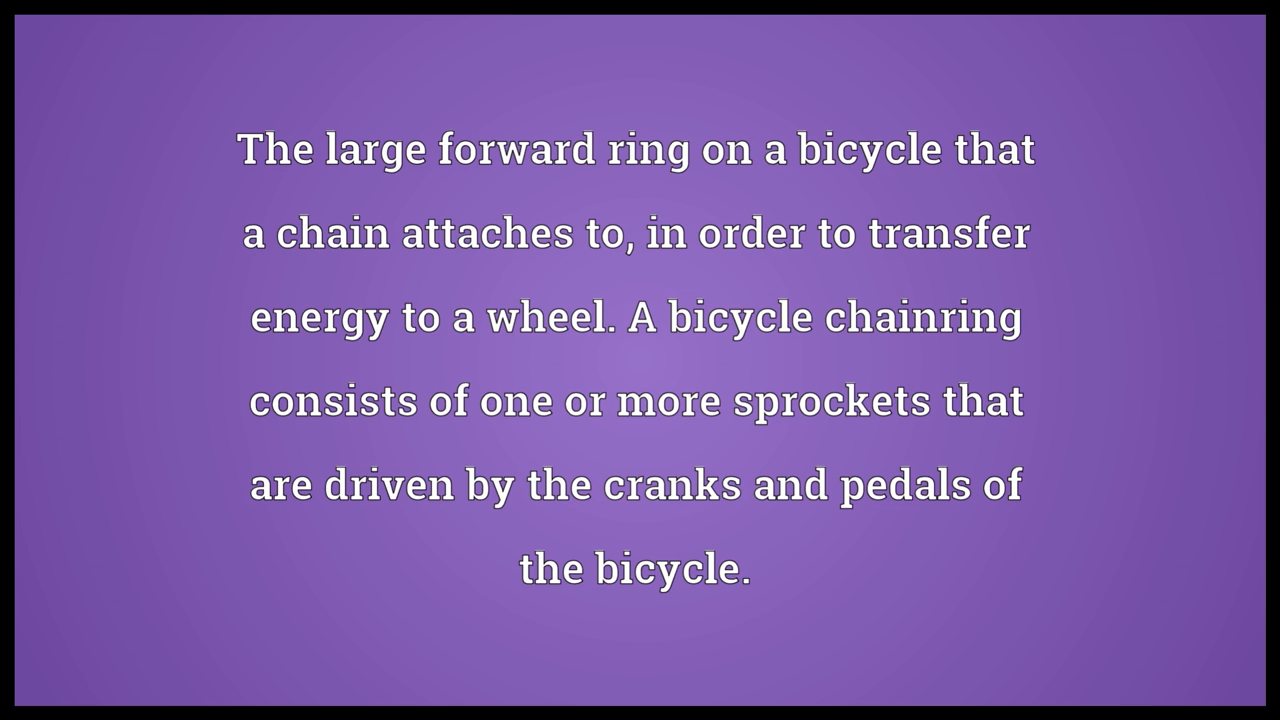 The large forward ring on a bicycle that
a chain attaches to, in order to transfer
energy to a wheel. A bicycle chainring
consists of one or more sprockets that
are driven by the cranks and pedals of
the bicycle.